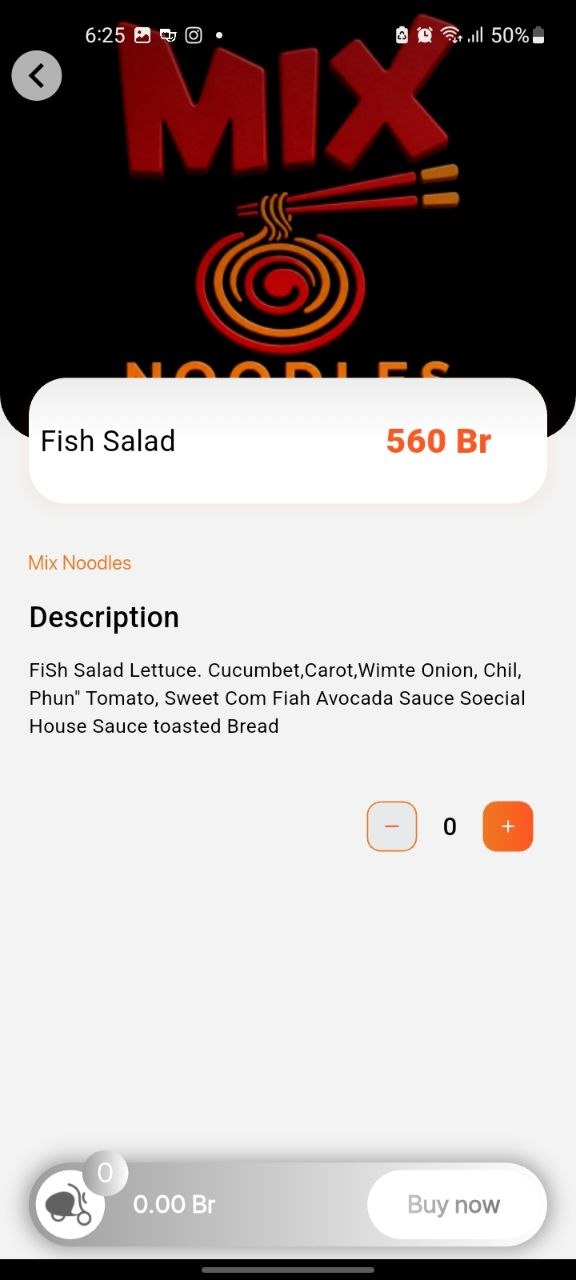 6:25
50%
MIX
NOODLES
Fish Salad
560 Br
Mix Noodles
Description
FiSh Salad Lettuce. Cucumbet,Carot,Wimte Onion, Chil,
Phun" Tomato, Sweet Com Fiah Avocada Sauce Soecial
House Sauce toasted Bread
− 0 +
0
0.00 Br
Buy now